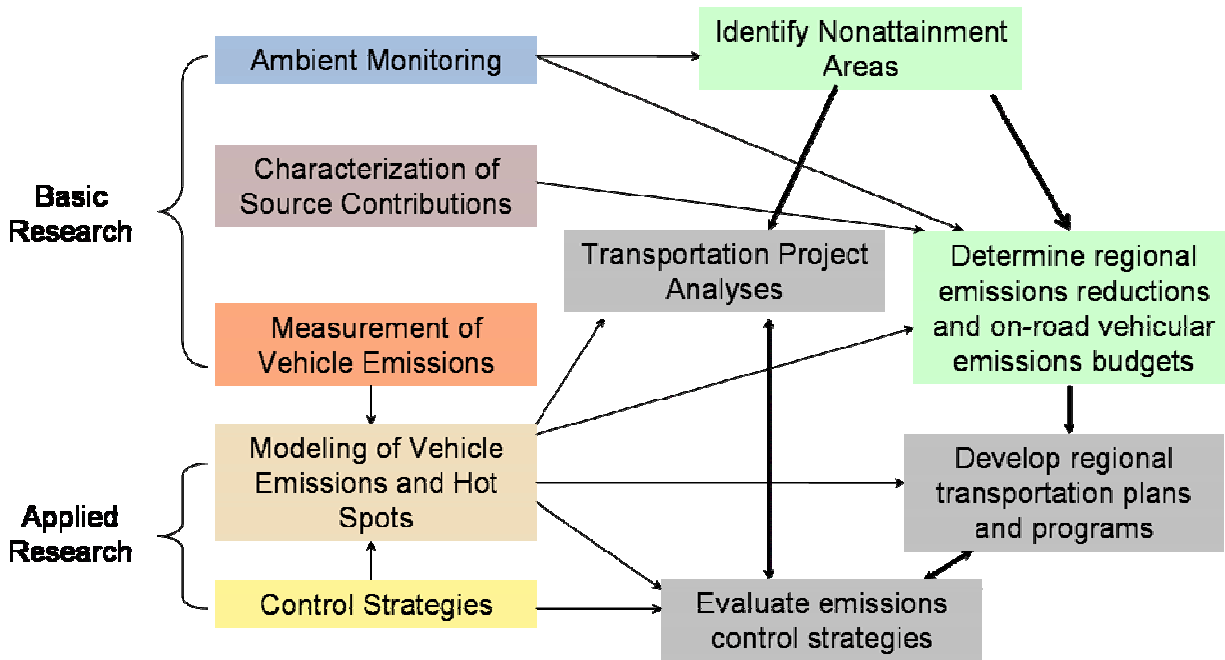 Identify Nonattainment
Areas
Ambient Monitoring
Characterization of
Source Contributions
Basic
Research
Transportation Project
Analyses
Determine regional
emissions reductions
and on-road vehicular
emissions budgets
Measurement of
Vehicle Emissions
Modeling of Vehicle
Emissions and Hot
Spots
Develop regional
transportation plans
and programs
Applied
Research
Control Strategies
Evaluate emissions
control strategies